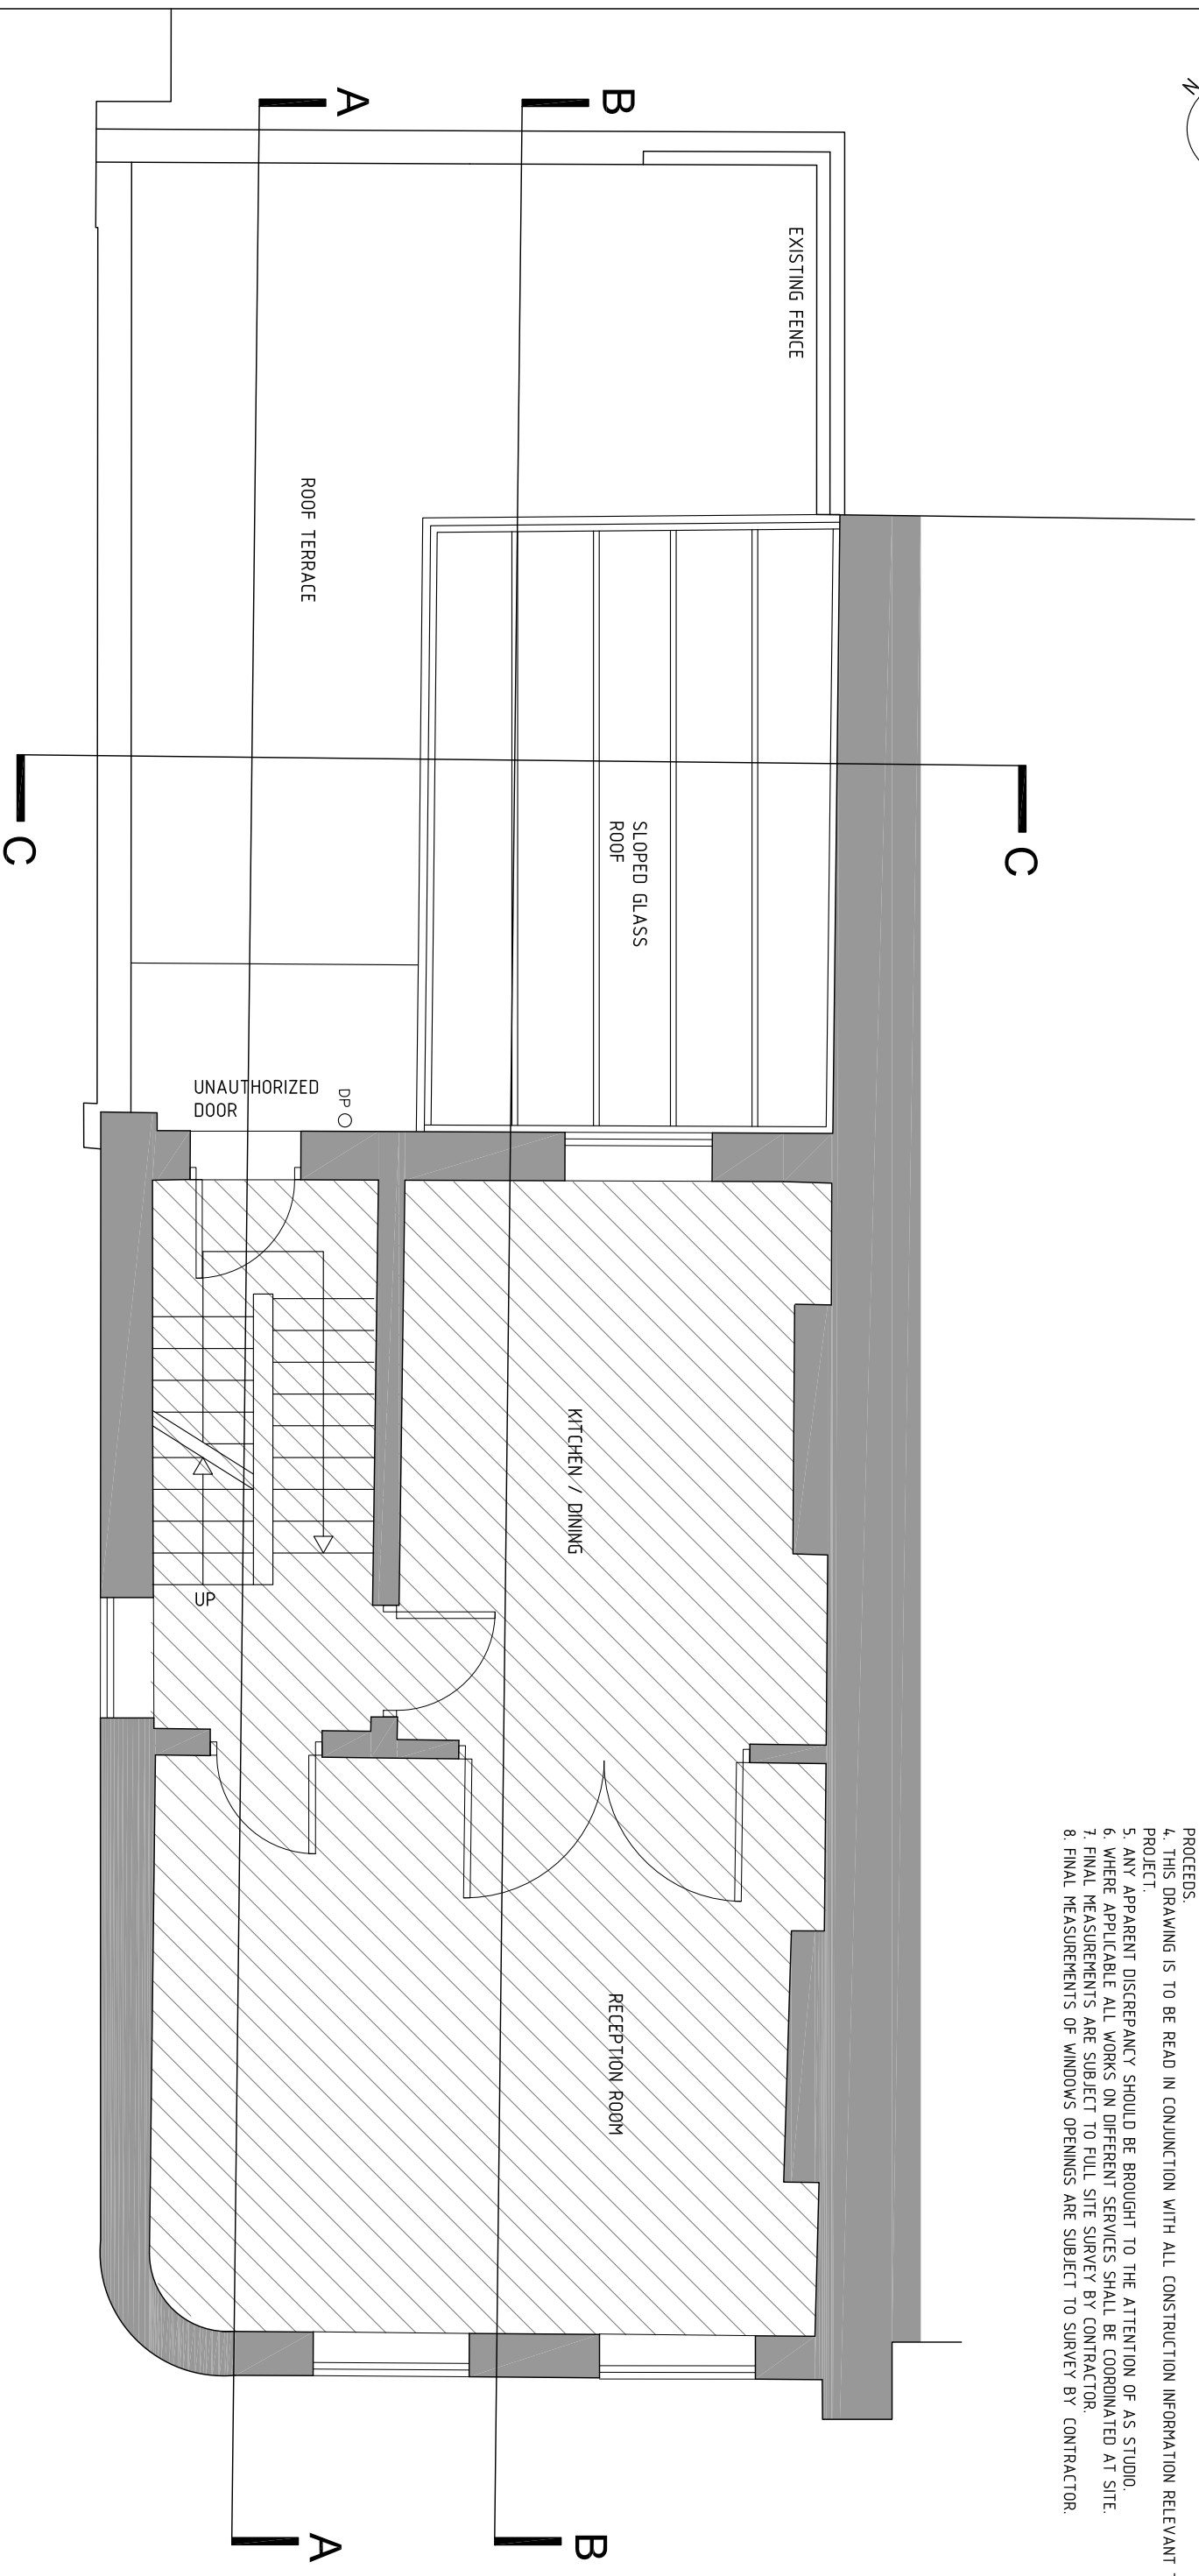 N
PROCEEDS.
4. THIS DRAWING IS TO BE READ IN CONJUNCTION WITH ALL CONSTRUCTION INFORMATION RELEVANT
PROJECT.
5. ANY APPARENT DISCREPANCY SHOULD BE BROUGHT TO THE ATTENTION OF AS STUDIO.
6. WHERE APPLICABLE ALL WORKS ON DIFFERENT SERVICES SHALL BE COORDINATED AT SITE.
7. FINAL MEASUREMENTS ARE SUBJECT TO FULL SITE SURVEY BY CONTRACTOR.
8. FINAL MEASUREMENTS OF WINDOWS OPENINGS ARE SUBJECT TO SURVEY BY CONTRACTOR.
C
C
EXISTING FENCE
SLOPED GLASS
ROOF
B
B
KITCHEN / DINING
RECEPTION ROOM
A
A
ROOF TERRACE
DP
UNAUTHORIZED
DOOR
UP